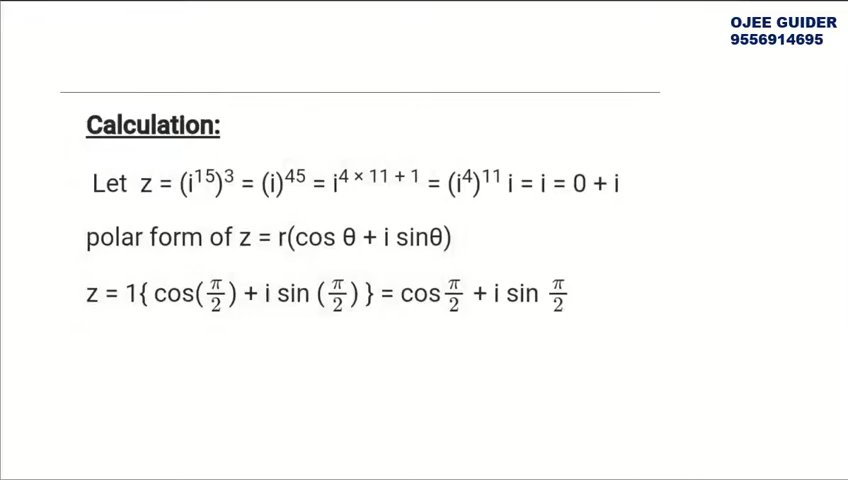 OJEE GUIDER
9556914695
Calculation:
Let z = (i¹⁵)³ = (i)⁴⁵ = i⁴ ˣ ¹¹ ⁺ ¹ = (i⁴)¹¹ i = i = 0 + i
polar form of z = r(cos θ + i sinθ)
z = 1{ cos(π/2) + i sin (π/2) } = cos π/2 + i sin π/2